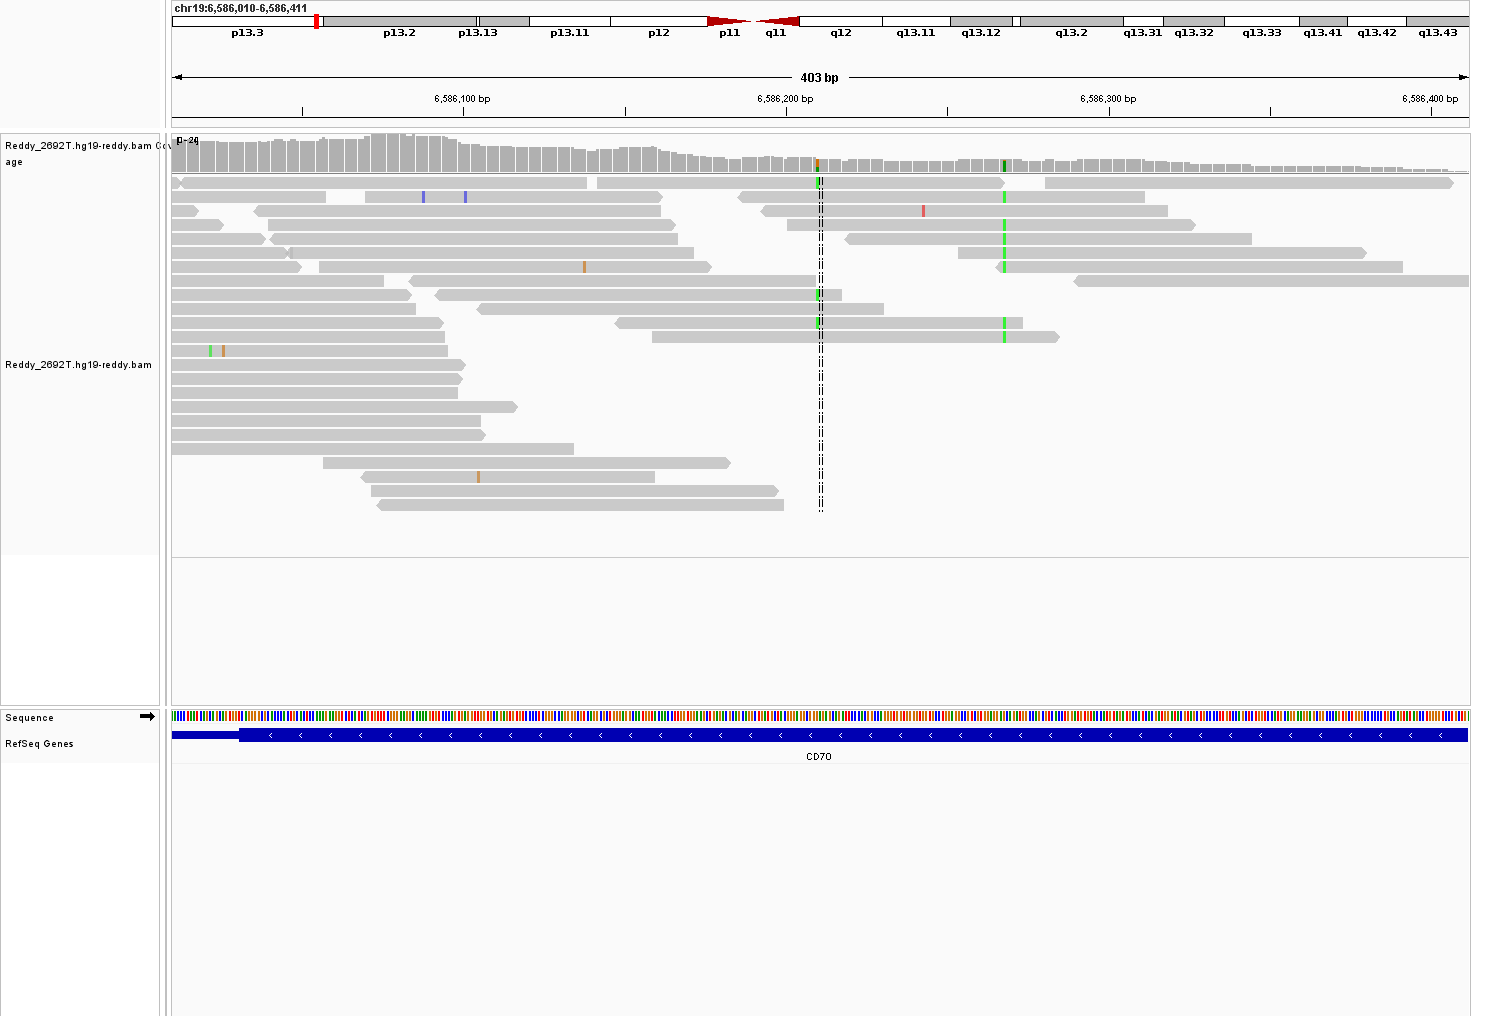 chr19:6,586,010-6,586,411
p13.3 p13.2 p13.13 p13.11 p12 p11 q11 q12 q13.11 q13.12 q13.2 q13.31 q13.32 q13.33 q13.41 q13.42 q13.43
403 bp
6,586,100 bp 6,586,200 bp 6,586,300 bp 6,586,400 bp
Reddy_2692T.hg19-reddy.bam Cov
age
Reddy_2692T.hg19-reddy.bam
Sequence
RefSeq Genes
CD70